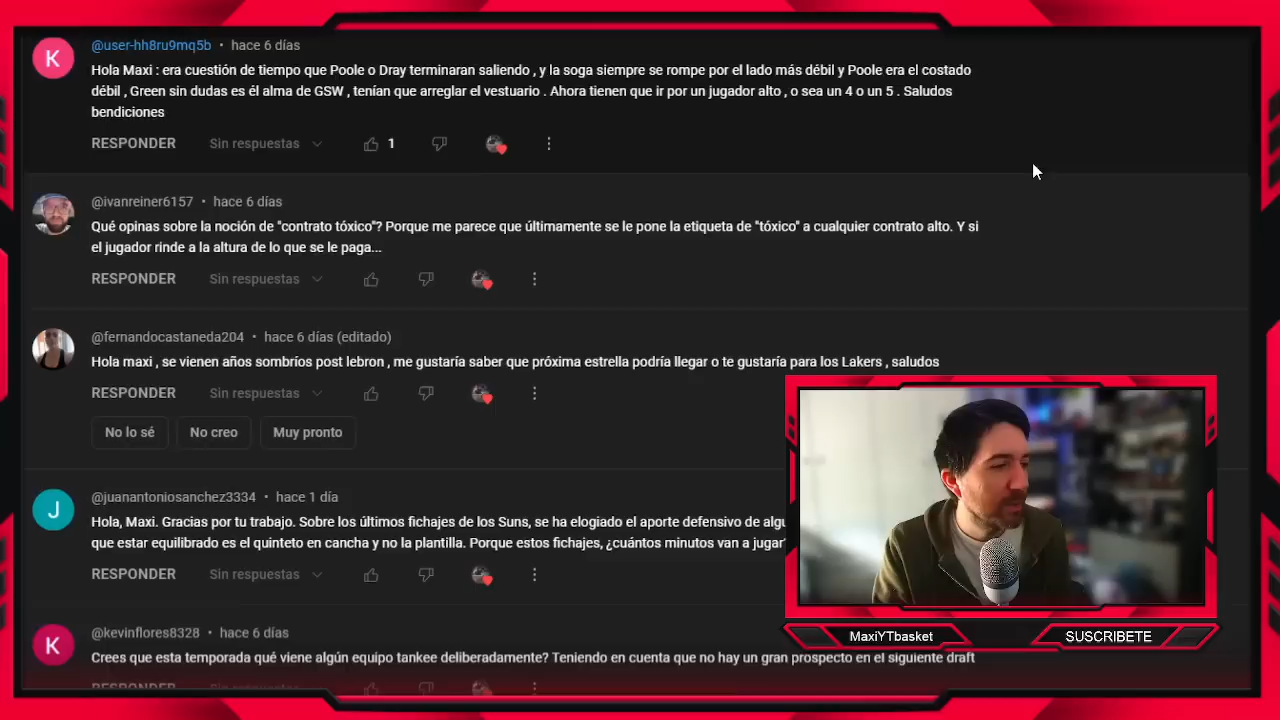 K
@user-hh8ru9mq5b • hace 6 días
Hola Maxi : era cuestión de tiempo que Poole o Dray terminaran saliendo , y la soga siempre se rompe por el lado más débil y Poole era el costado
débil , Green sin dudas es él alma de GSW , tenían que arreglar el vestuario . Ahora tienen que ir por un jugador alto , o sea un 4 o un 5 . Saludos
bendiciones
RESPONDER Sin respuestas 1
@ivanreiner6157 • hace 6 días
Qué opinas sobre la noción de "contrato tóxico"? Porque me parece que últimamente se le pone la etiqueta de "tóxico" a cualquier contrato alto. Y si
el jugador rinde a la altura de lo que se le paga...
RESPONDER Sin respuestas
@fernandocastaneda204 • hace 6 días (editado)
Hola maxi , se vienen años sombríos post lebron , me gustaría saber que próxima estrella podría llegar o te gustaría para los Lakers , saludos
RESPONDER Sin respuestas
No lo sé No creo Muy pronto
J
@juanantoniosanchez3334 • hace 1 día
Hola, Maxi. Gracias por tu trabajo. Sobre los últimos fichajes de los Suns, se ha elogiado el aporte defensivo de
que estar equilibrado es el quinteto en cancha y no la plantilla. Porque estos fichajes, ¿cuántos minutos van a jugar
RESPONDER Sin respuestas
K
@kevinflores8328 • hace 6 días
Crees que esta temporada qué viene algún equipo tankee deliberadamente? Teniendo en cuenta que no hay un gran prospecto en el siguiente draft
RESPONDER Sin respuestas
MaxiYTbasket SUSCRIBETE